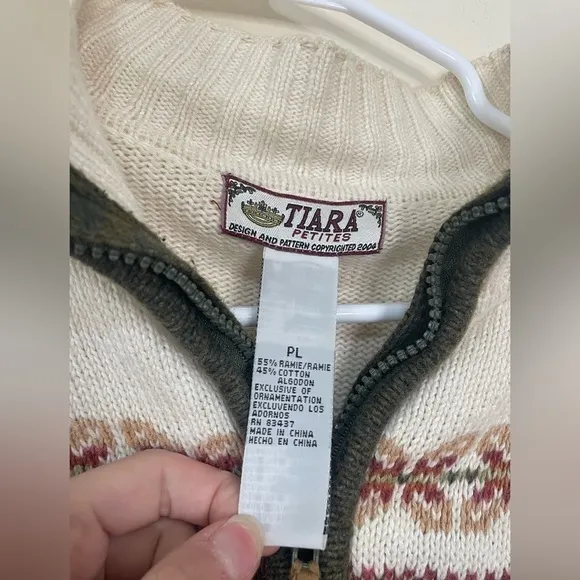 TIARA®
PETITES
DESIGN AND PATTERN COPYRIGHTED 2004
PL
55% RAMIE/RAMIE
45% COTTON
ALGODON
EXCLUSIVE OF
ORNAMENTATION
EXCLUVENDO LOS
ADORNOS
RN 83437
MADE IN CHINA
HECHO EN CHINA